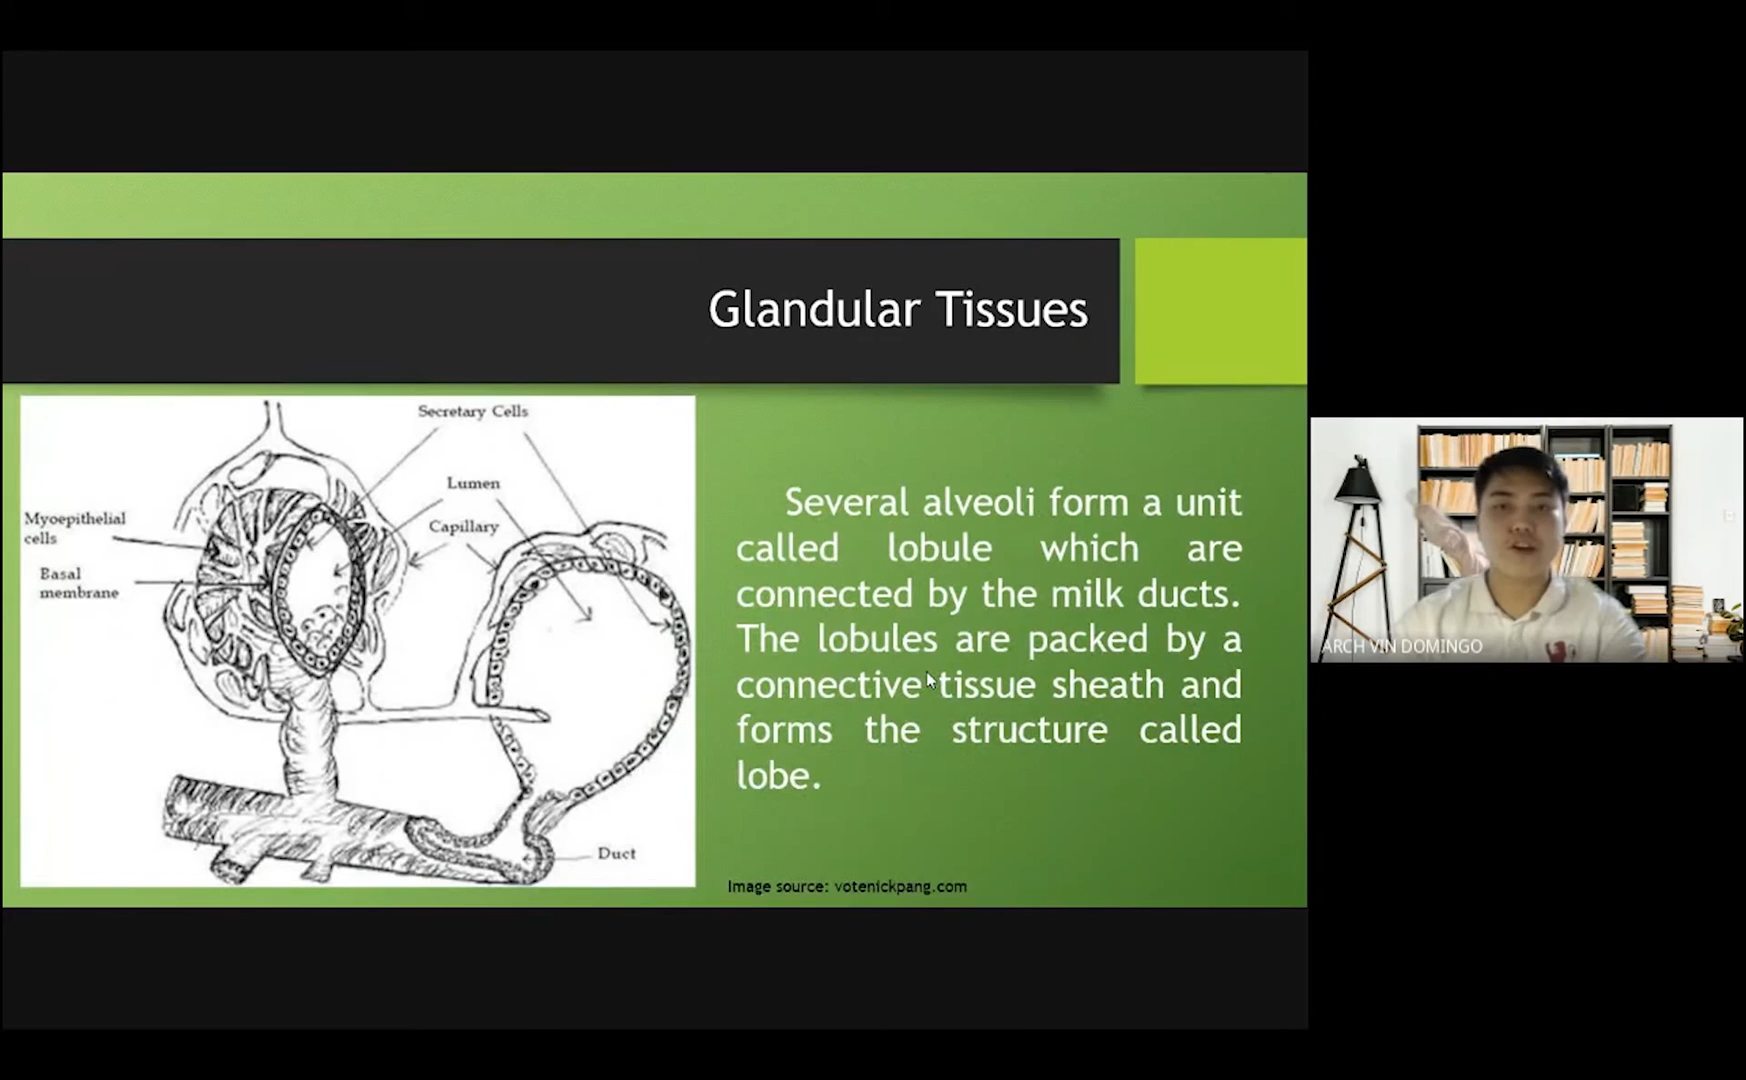 Glandular Tissues
Secretary Cells
Lumen
Capillary
Myoepithelial
cells
Basal
membrane
Duct
Several alveoli form a unit
called lobule which are
connected by the milk ducts.
The lobules are packed by a
connective tissue sheath and
forms the structure called
lobe.
Image source: votenickpang.com
ARCH VIN DOMINGO